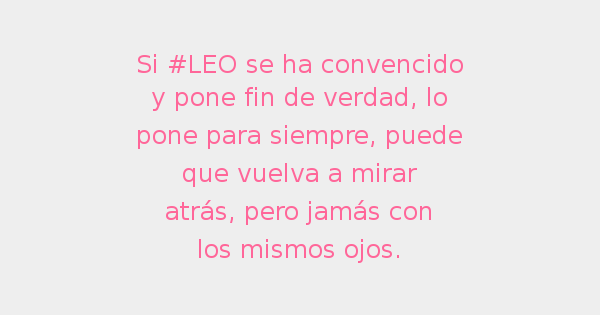 Si #LEO se ha convencido
y pone fin de verdad, lo
pone para siempre, puede
que vuelva a mirar
atrás, pero jamás con
los mismos ojos.